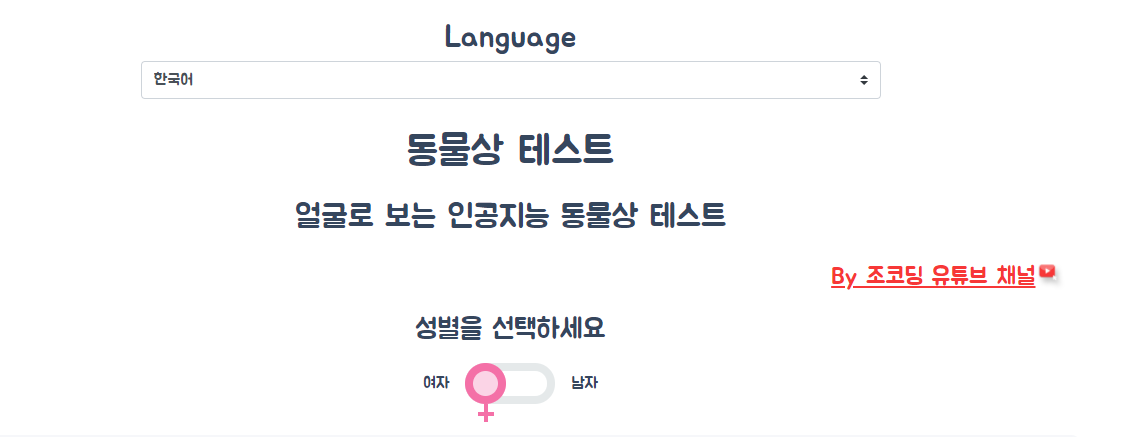 Language
한국어
동물상 테스트
얼굴로 보는 인공지능 동물상 테스트
By 조코딩 유튜브 채널
성별을 선택하세요
여자 남자